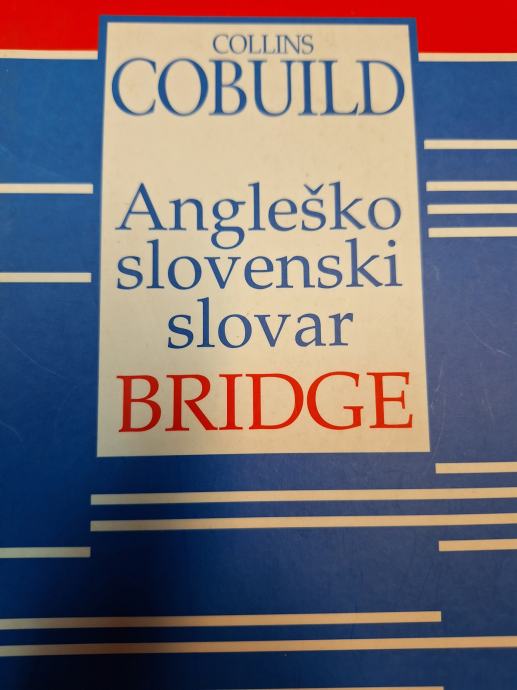 COLLINS
COBUILD
Angleško
slovenski
slovar
BRIDGE